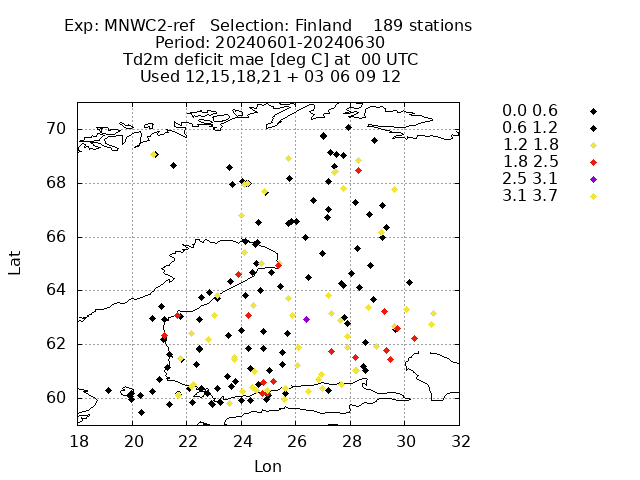 Exp: MNWC2-ref   Selection: Finland    189 stations
Period: 20240601-20240630
Td2m deficit mae [deg C] at  00 UTC
Used 12,15,18,21 + 03 06 09 12
0.0 0.6
0.6 1.2
1.2 1.8
1.8 2.5
2.5 3.1
3.1 3.7
70
68
66
64
62
60
Lat
18 20 22 24 26 28 30 32
Lon